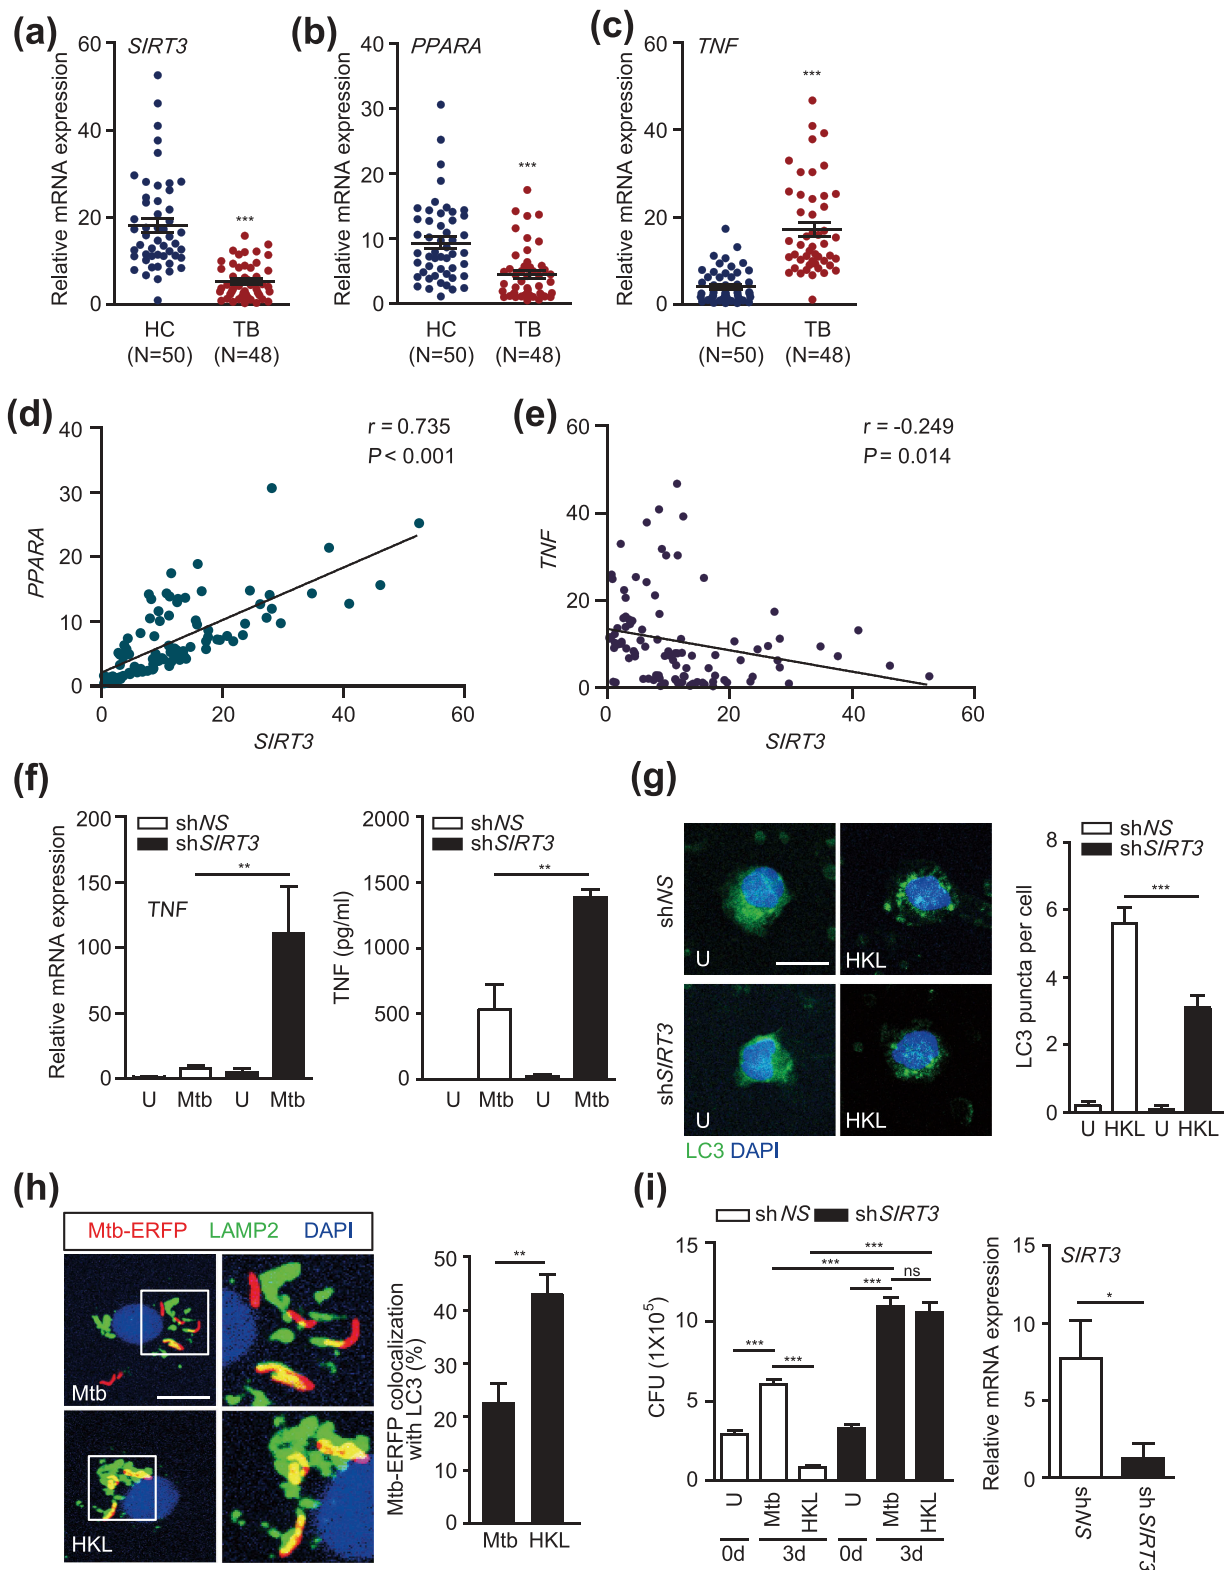 (a)
SIRT3
Relative mRNA expression
60
40
20
0
***
HC
(N=50)
TB
(N=48)
(b)
PPARA
Relative mRNA expression
40
30
20
10
0
***
HC
(N=50)
TB
(N=48)
(c)
TNF
Relative mRNA expression
60
40
20
0
***
HC
(N=50)
TB
(N=48)
(d)
r = 0.735
P< 0.001
PPARA
40
30
20
10
0
0
20
40
60
SIRT3
(e)
r = -0.249
P= 0.014
TNF
60
40
20
0
0
20
40
60
SIRT3
(f)
shNS
shSIRT3
Relative mRNA expression
200
150
100
50
0
TNF
**
U Mtb U Mtb
shNS
shSIRT3
TNF (pg/ml)
2000
1500
1000
500
0
**
U Mtb U Mtb
(g)
shNS
U
HKL
shSIRT3
U
HKL
LC3 DAPI
shNS
shSIRT3
LC3 puncta per cell
8
6
4
2
0
***
U HKL U HKL
(h)
Mtb-ERFP LAMP2 DAPI
Mtb
HKL
Mtb-ERFP colocalization
with LC3 (%)
50
40
30
20
10
0
**
Mtb HKL
(i)
shNS shSIRT3
CFU (1X10⁵)
15
10
5
0
***
***
***
***
***
ns
U Mtb HKL U Mtb HKL
0d 3d 0d 3d
Relative mRNA expression
15
10
5
0
SIRT3
*
shNS
shSIRT3